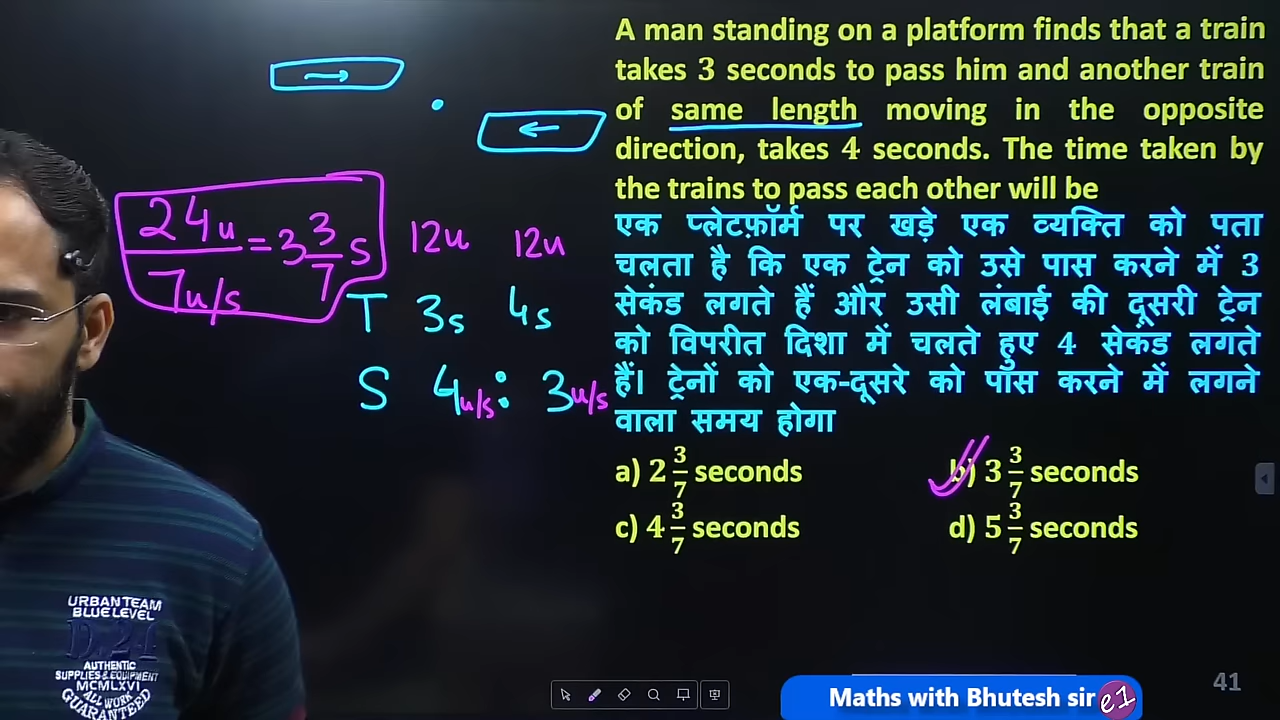 A man standing on a platform finds that a train
takes 3 seconds to pass him and another train
of same length moving in the opposite
direction, takes 4 seconds. The time taken by
the trains to pass each other will be
एक प्लेटफ़ॉर्म पर खड़े एक व्यक्ति को पता
चलता है कि एक ट्रेन को उसे पास करने में 3
सेकंड लगते हैं और उसी लंबाई की दूसरी ट्रेन
को विपरीत दिशा में चलते हुए 4 सेकंड लगते
हैं। ट्रेनों को एक-दूसरे को पास करने में लगने
वाला समय होगा
a) 2 3/7 seconds
b) 3 3/7 seconds
c) 4 3/7 seconds
d) 5 3/7 seconds
24u/7u/s = 3 3/7 s
12u 12u
T 3s 4s
S 4u/s : 3u/s
URBAN TEAM
BLUE LEVEL
AUTHENTIC
SUPPLIES & EQUIPMENT
MCMLXVI
ALL WORK
GUARANTEED
Maths with Bhutesh sir e1
41